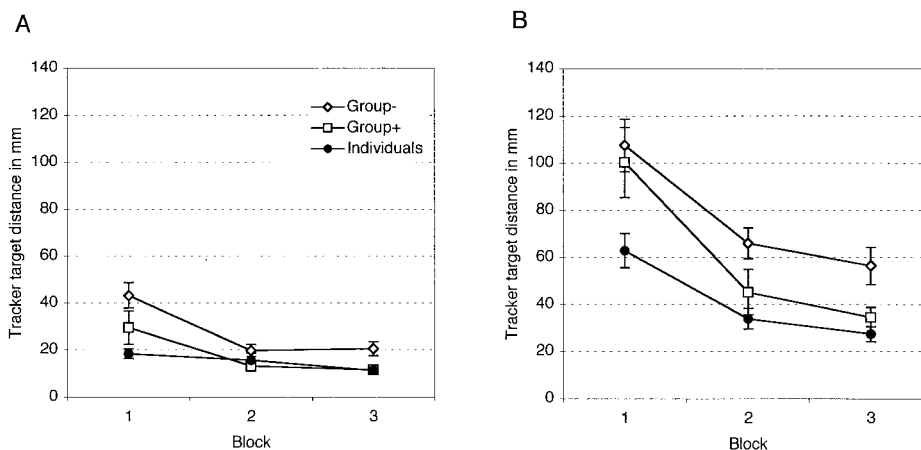 A
Tracker target distance in mm
140
120
100
80
60
40
20
0
Group-
Group+
Individuals
1 2 3
Block
B
Tracker target distance in mm
140
120
100
80
60
40
20
0
1 2 3
Block